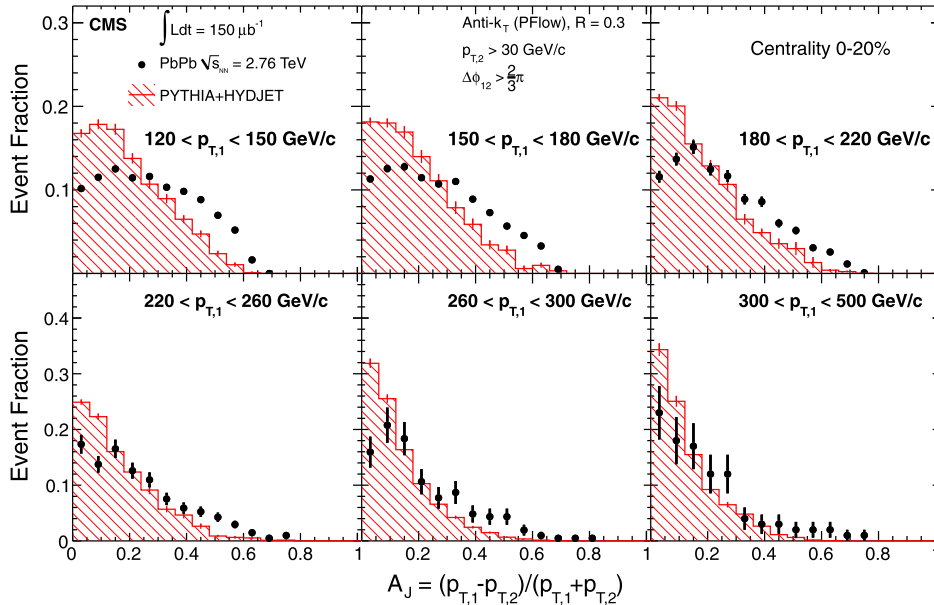 CMS
∫ Ldt = 150 μb⁻¹
PbPb √s_NN = 2.76 TeV
PYTHIA+HYDJET
120 < p_T,1 < 150 GeV/c
Anti-k_T (PFlow), R = 0.3
p_T,2 > 30 GeV/c
Δϕ_12 > 2/3 π
150 < p_T,1 < 180 GeV/c
Centrality 0-20%
180 < p_T,1 < 220 GeV/c
0.3
0.2
0.1
Event Fraction
220 < p_T,1 < 260 GeV/c
260 < p_T,1 < 300 GeV/c
300 < p_T,1 < 500 GeV/c
0.4
0.3
0.2
0.1
0
Event Fraction
0 0.2 0.4 0.6 0.8 1 0.2 0.4 0.6 0.8 1 0.2 0.4 0.6 0.8
A_J = (p_T,1-p_T,2)/(p_T,1+p_T,2)